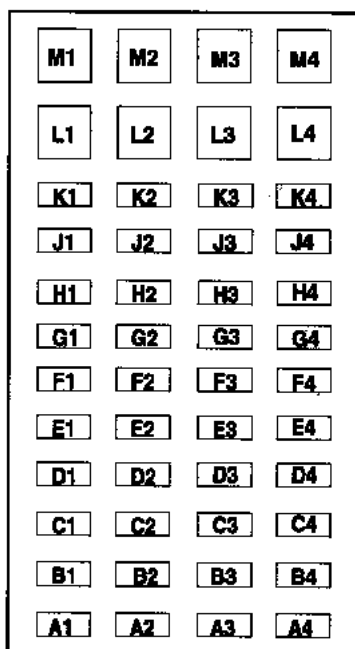 M1 M2 M3 M4
L1 L2 L3 L4
K1 K2 K3 K4
J1 J2 J3 J4
H1 H2 H3 H4
G1 G2 G3 G4
F1 F2 F3 F4
E1 E2 E3 E4
D1 D2 D3 D4
C1 C2 C3 C4
B1 B2 B3 B4
A1 A2 A3 A4